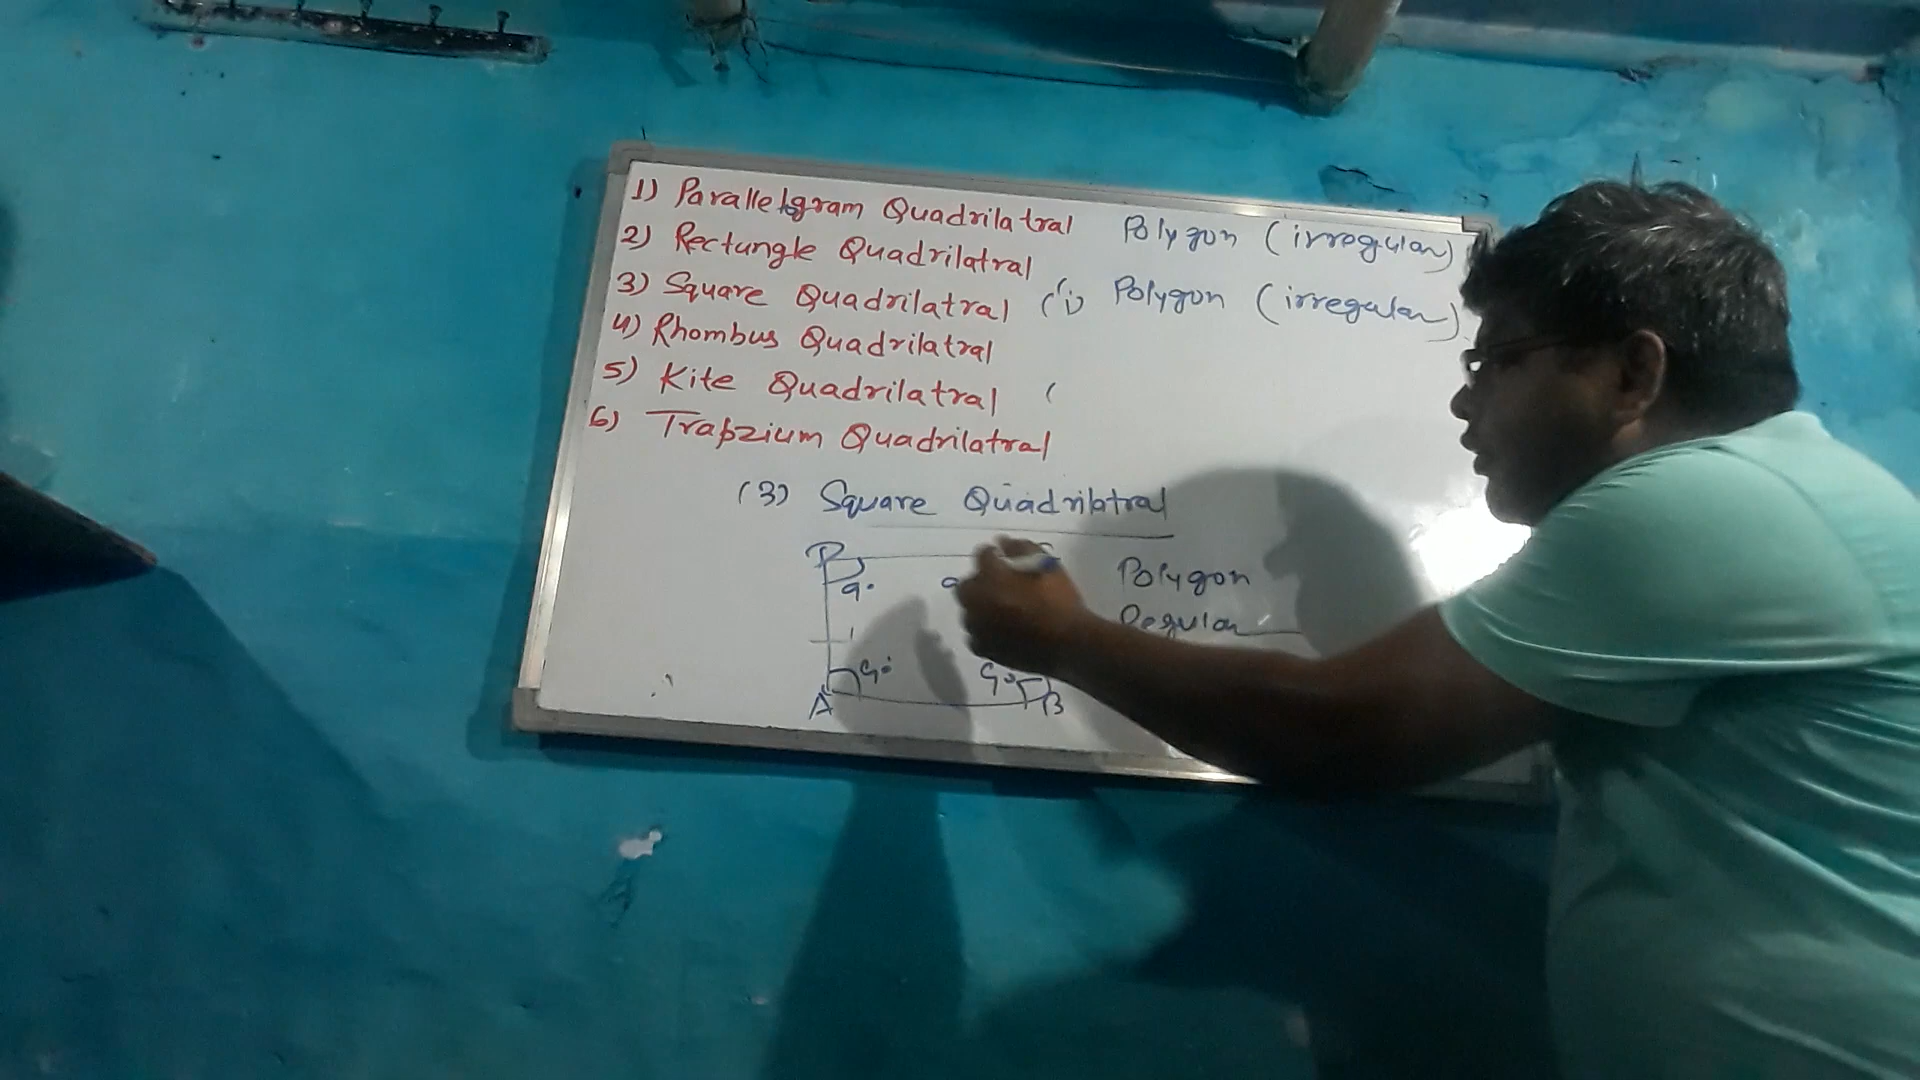 1) Parallelogram Quadrilatral Polygon (irregular)
2) Rectungle Quadrilatral
3) Square Quadrilatral (i) Polygon (irregular)
4) Rhombus Quadrilatral
5) Kite Quadrilatral (
6) Trapzium Quadrilatral
(3) Square Quadrilatral
Polygon
Regular
A B